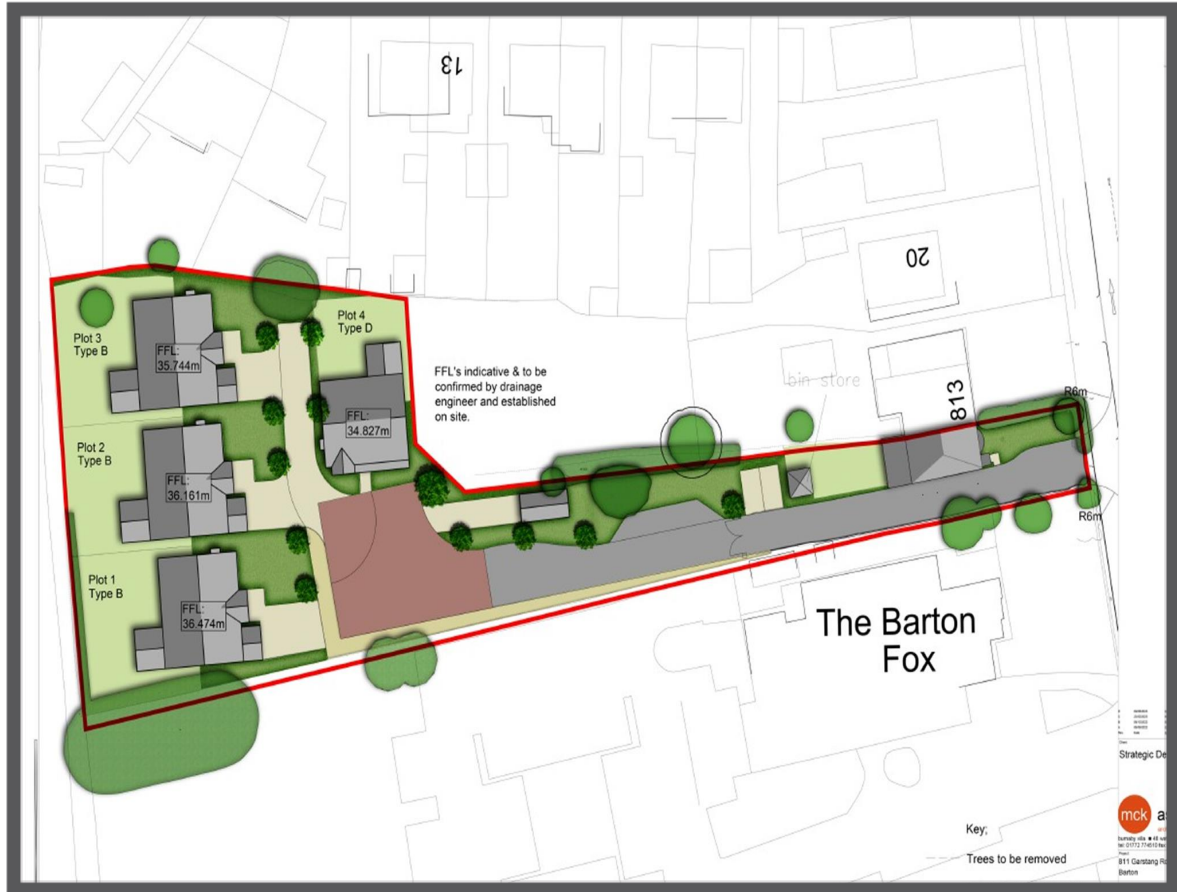 13
20
813
bin store
R6m
R6m
Plot 3
Type B
FFL:
35.744m
Plot 4
Type D
FFL:
34.827m
FFL's indicative & to be
confirmed by drainage
engineer and established
on site.
Plot 2
Type B
FFL:
36.161m
Plot 1
Type B
FFL:
36.474m
The Barton
Fox
Strategic De
mck
811 Garstang
Barton
Key;
Trees to be removed